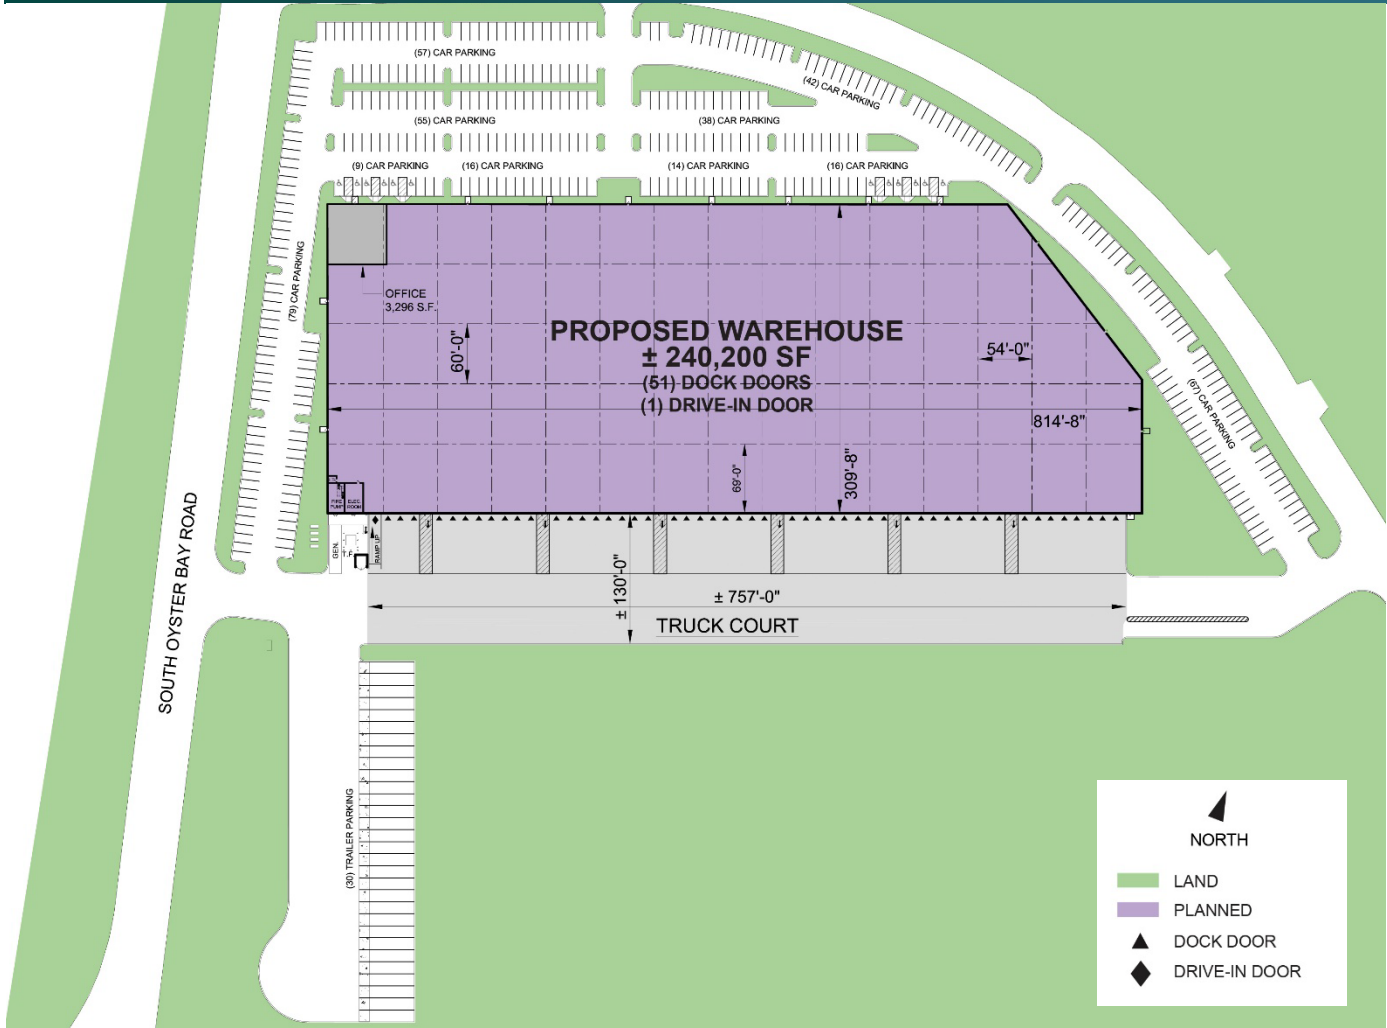 (57) CAR PARKING
(42) CAR PARKING
(55) CAR PARKING
(38) CAR PARKING
(9) CAR PARKING
(16) CAR PARKING
(14) CAR PARKING
(16) CAR PARKING
(79) CAR PARKING
OFFICE
3,296 S.F.
PROPOSED WAREHOUSE
± 240,200 SF
(51) DOCK DOORS
(1) DRIVE-IN DOOR
60'-0"
54'-0"
814'-8"
69'-0"
309'-8"
(67) CAR PARKING
FIRE
PUMP
ELEC
ROOM
GEN.
T.F.
RAMP UP
± 130'-0"
± 757'-0"
TRUCK COURT
SOUTH OYSTER BAY ROAD
(30) TRAILER PARKING
NORTH
LAND
PLANNED
DOCK DOOR
DRIVE-IN DOOR